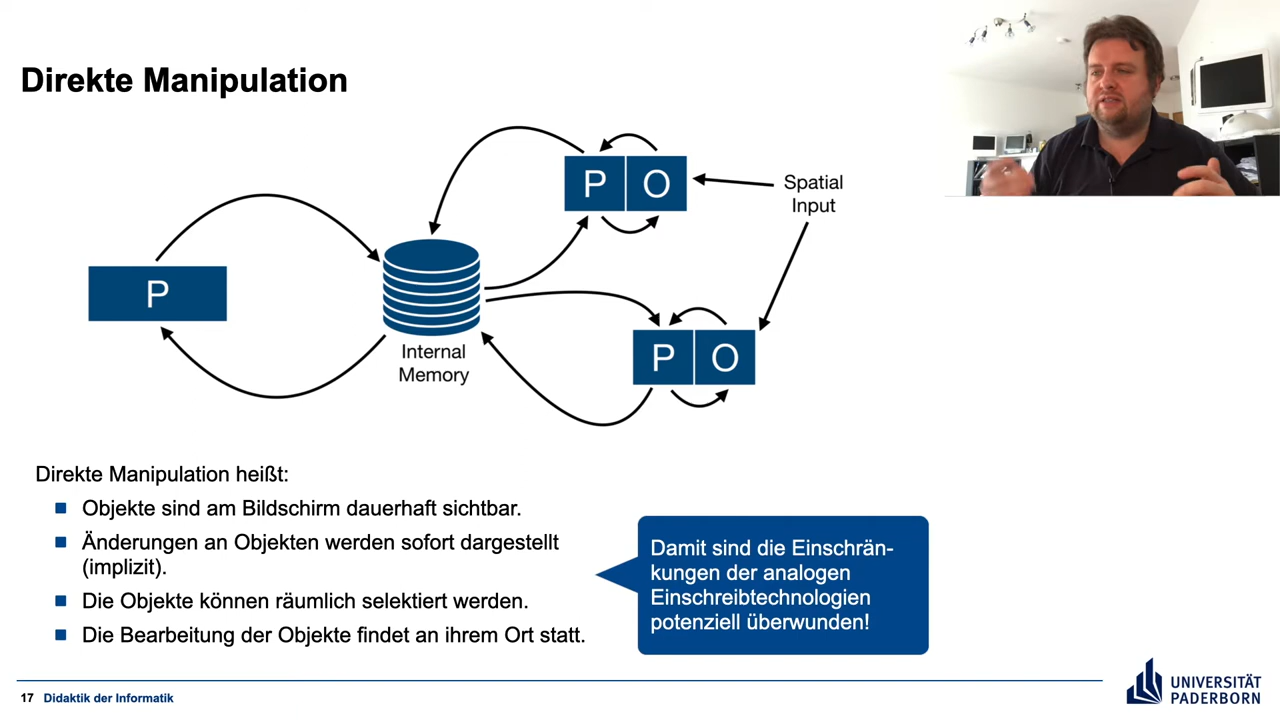 Direkte Manipulation
P
O
Spatial
Input
P
P
O
Internal
Memory
Direkte Manipulation heißt:
Objekte sind am Bildschirm dauerhaft sichtbar.
Änderungen an Objekten werden sofort dargestellt
(implizit).
Die Objekte können räumlich selektiert werden.
Die Bearbeitung der Objekte findet an ihrem Ort statt.
Damit sind die Einschrän-
kungen der analogen
Einschreibtechnologien
potenziell überwunden!
17 Didaktik der Informatik
UNIVERSITÄT
PADERBORN